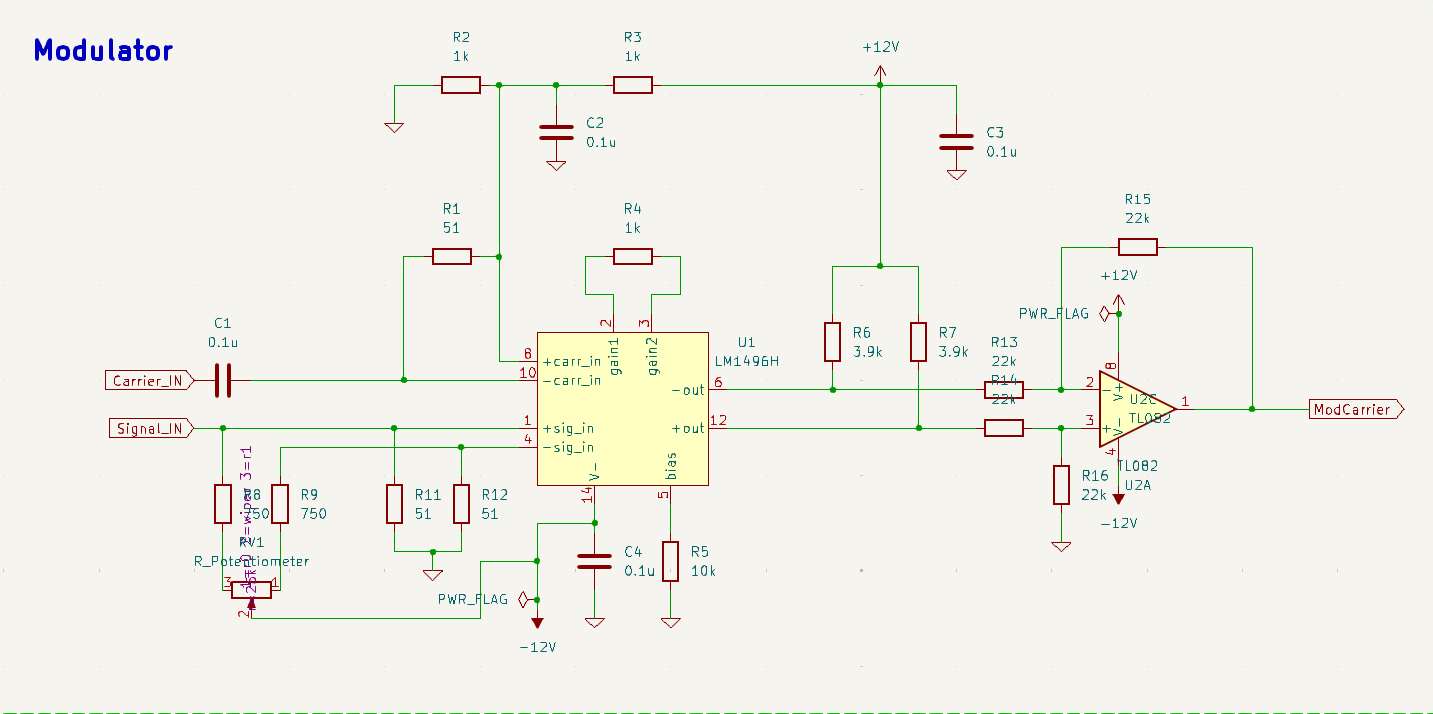 Modulator
R2
1k
R3
1k
+12V
C2
0.1u
C3
0.1u
R1
51
R4
1k
R15
22k
+12V
PWR_FLAG
C1
0.1u
2
3
gain1
gain2
U1
LM1496H
R6
3.9k
R7
3.9k
R13
22k
R14
22k
8
+carr_in
10
-carr_in
Carrier_IN
6
-out
12
+out
1
+sig_in
4
-sig_in
Signal_IN
V-
bias
14
5
8
V+
2
-
3
+
V-
4
1
U2C
TL082
ModCarrier
TL082
U2A
-12V
R16
22k
R8
750
R9
750
R11
51
R12
51
RV1
R_Potentiometer
3
1
2
2=wiper 3=r1
PWR_FLAG
-12V
C4
0.1u
R5
10k